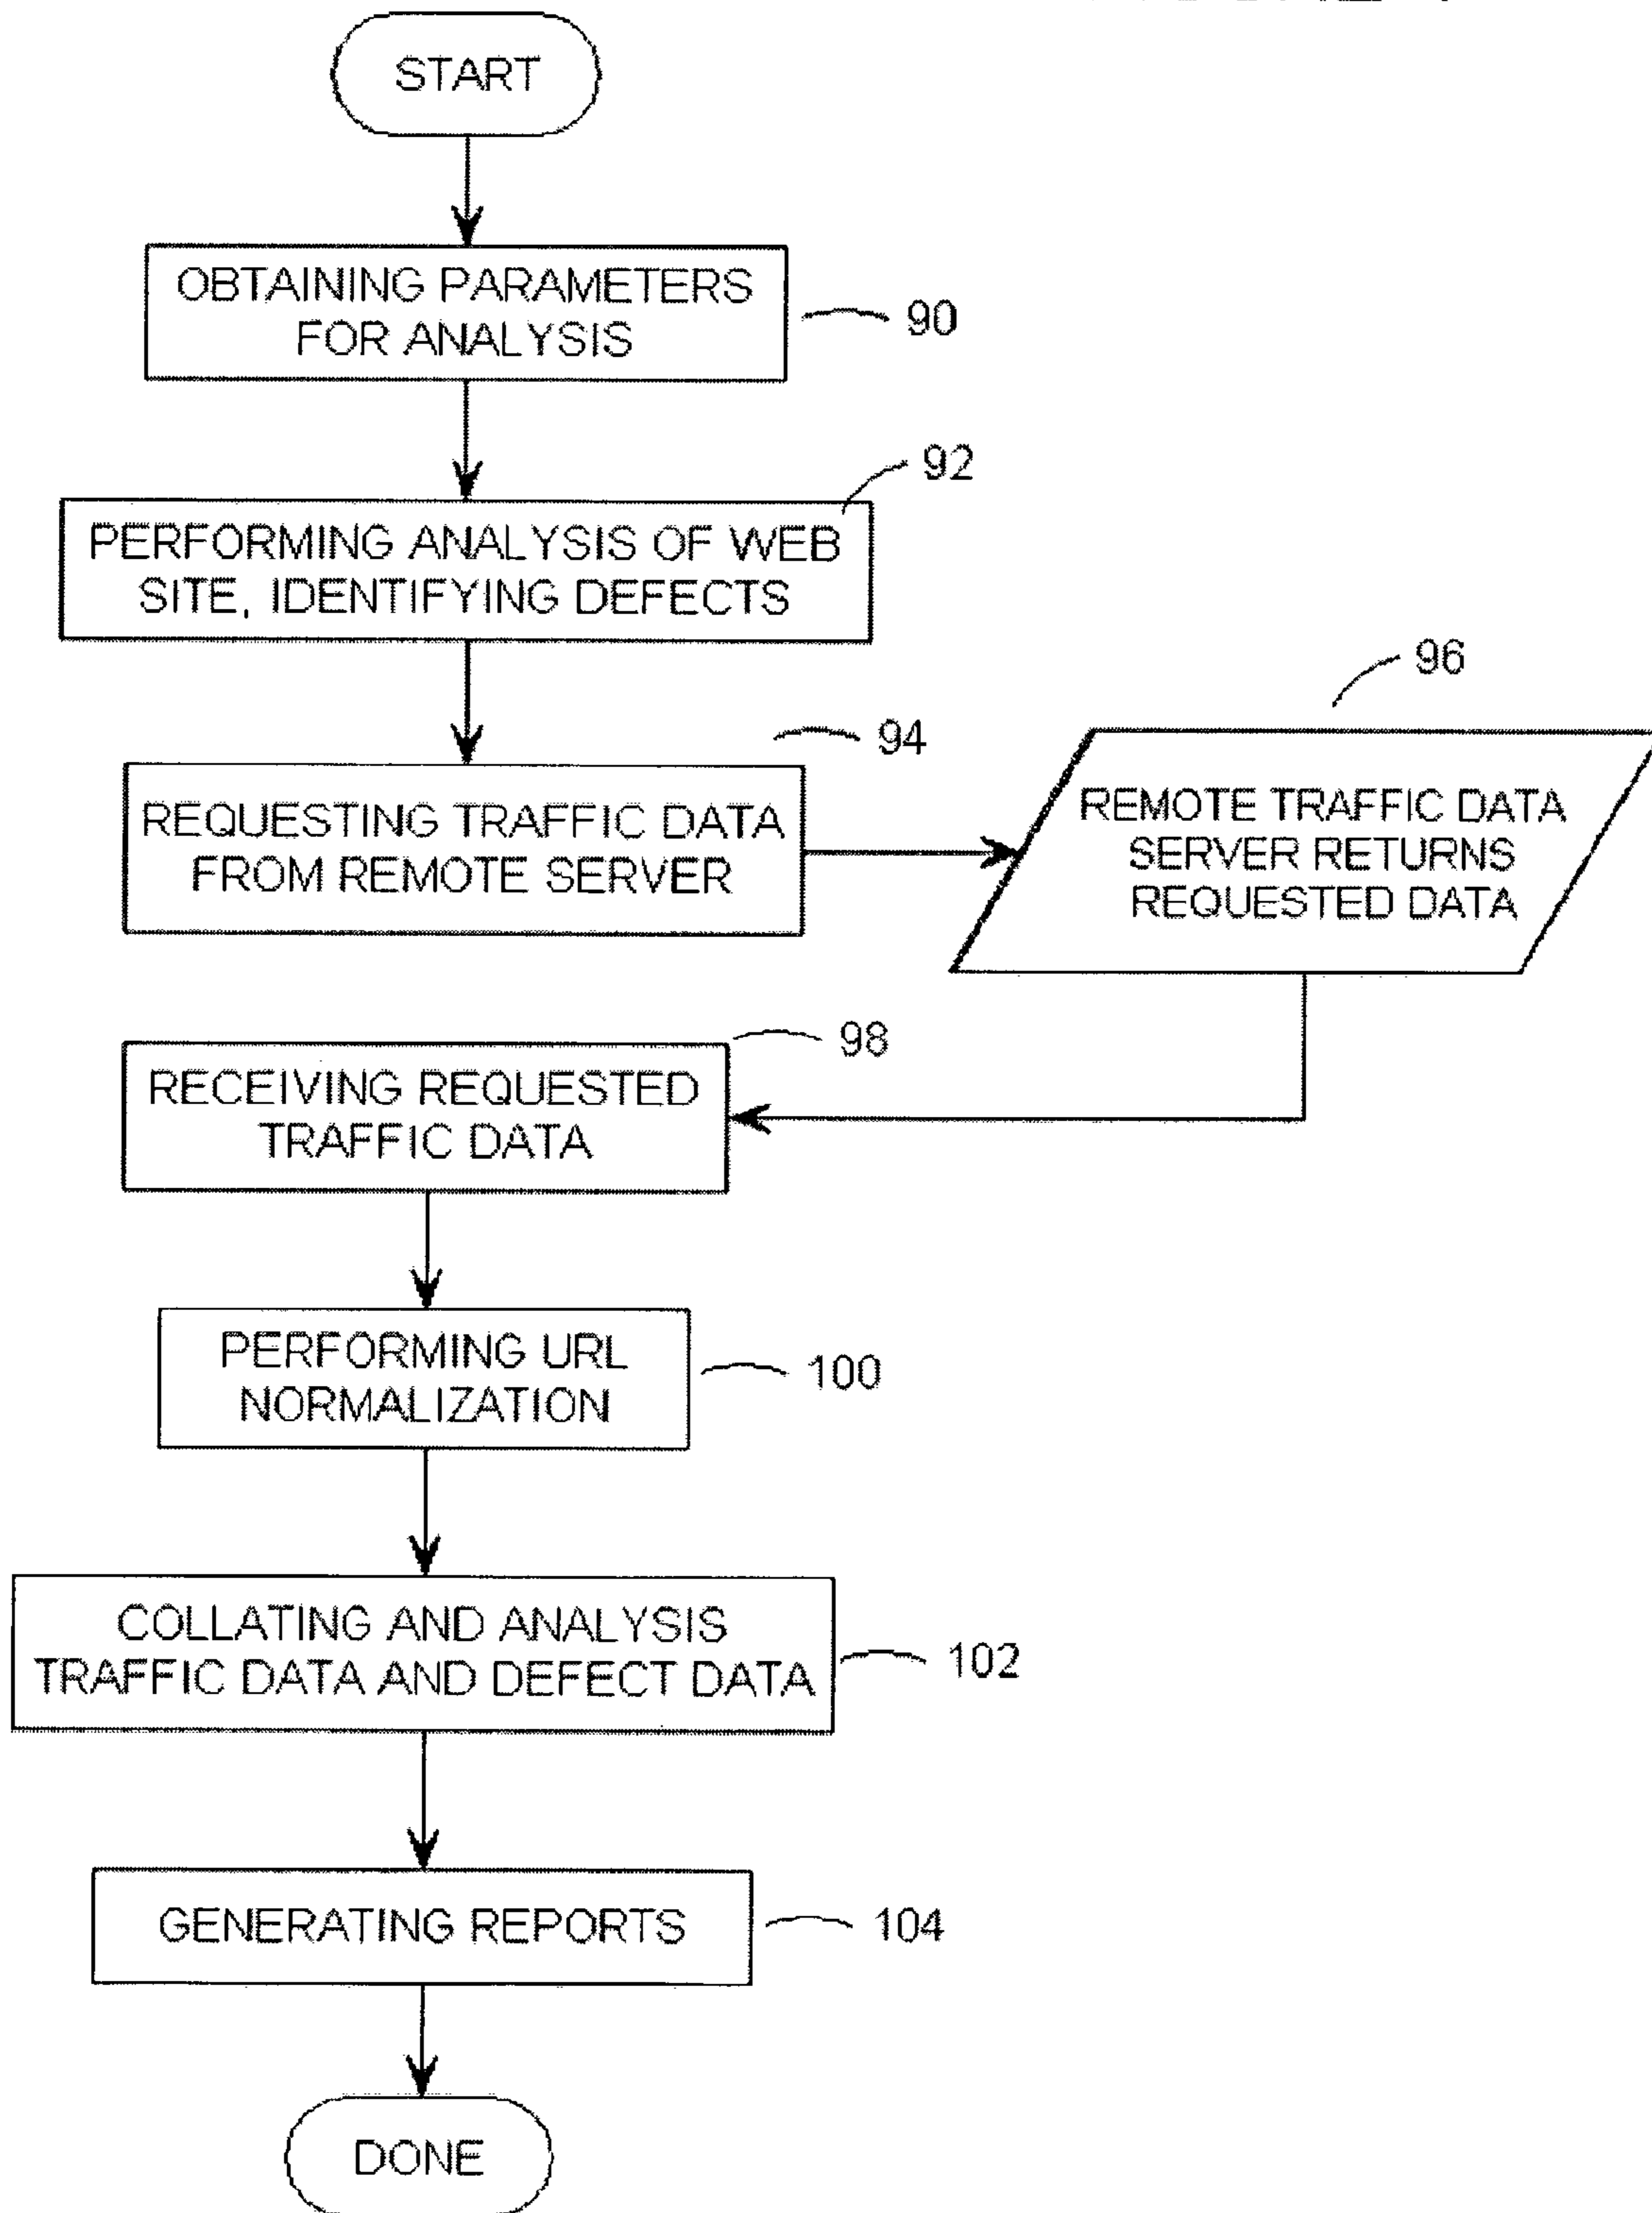 START
OBTAINING PARAMETERS
FOR ANALYSIS
90
92
PERFORMING ANALYSIS OF WEB
SITE, IDENTIFYING DEFECTS
94
REQUESTING TRAFFIC DATA
FROM REMOTE SERVER
96
REMOTE TRAFFIC DATA
SERVER RETURNS
REQUESTED DATA
98
RECEIVING REQUESTED
TRAFFIC DATA
PERFORMING URL
NORMALIZATION
100
COLLATING AND ANALYSIS
TRAFFIC DATA AND DEFECT DATA
102
GENERATING REPORTS
104
DONE